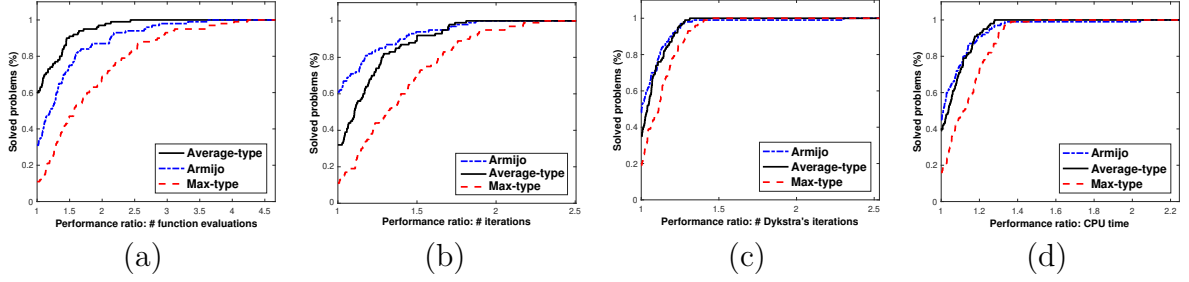 Solved problems (%)
1
0.8
0.6
0.4
0.2
0
Average-type
Armijo
Max-type
1 1.5 2 2.5 3 3.5 4 4.5
Performance ratio: # function evaluations
(a)
Solved problems (%)
1
0.8
0.6
0.4
0.2
0
Armijo
Average-type
Max-type
1 1.5 2 2.5
Performance ratio: # iterations
(b)
Solved problems (%)
1
0.8
0.6
0.4
0.2
0
Armijo
Average-type
Max-type
1 1.5 2 2.5
Performance ratio: # Dykstra's iterations
(c)
Solved problems (%)
1
0.8
0.6
0.4
0.2
0
Armijo
Average-type
Max-type
1 1.2 1.4 1.6 1.8 2 2.2
Performance ratio: CPU time
(d)